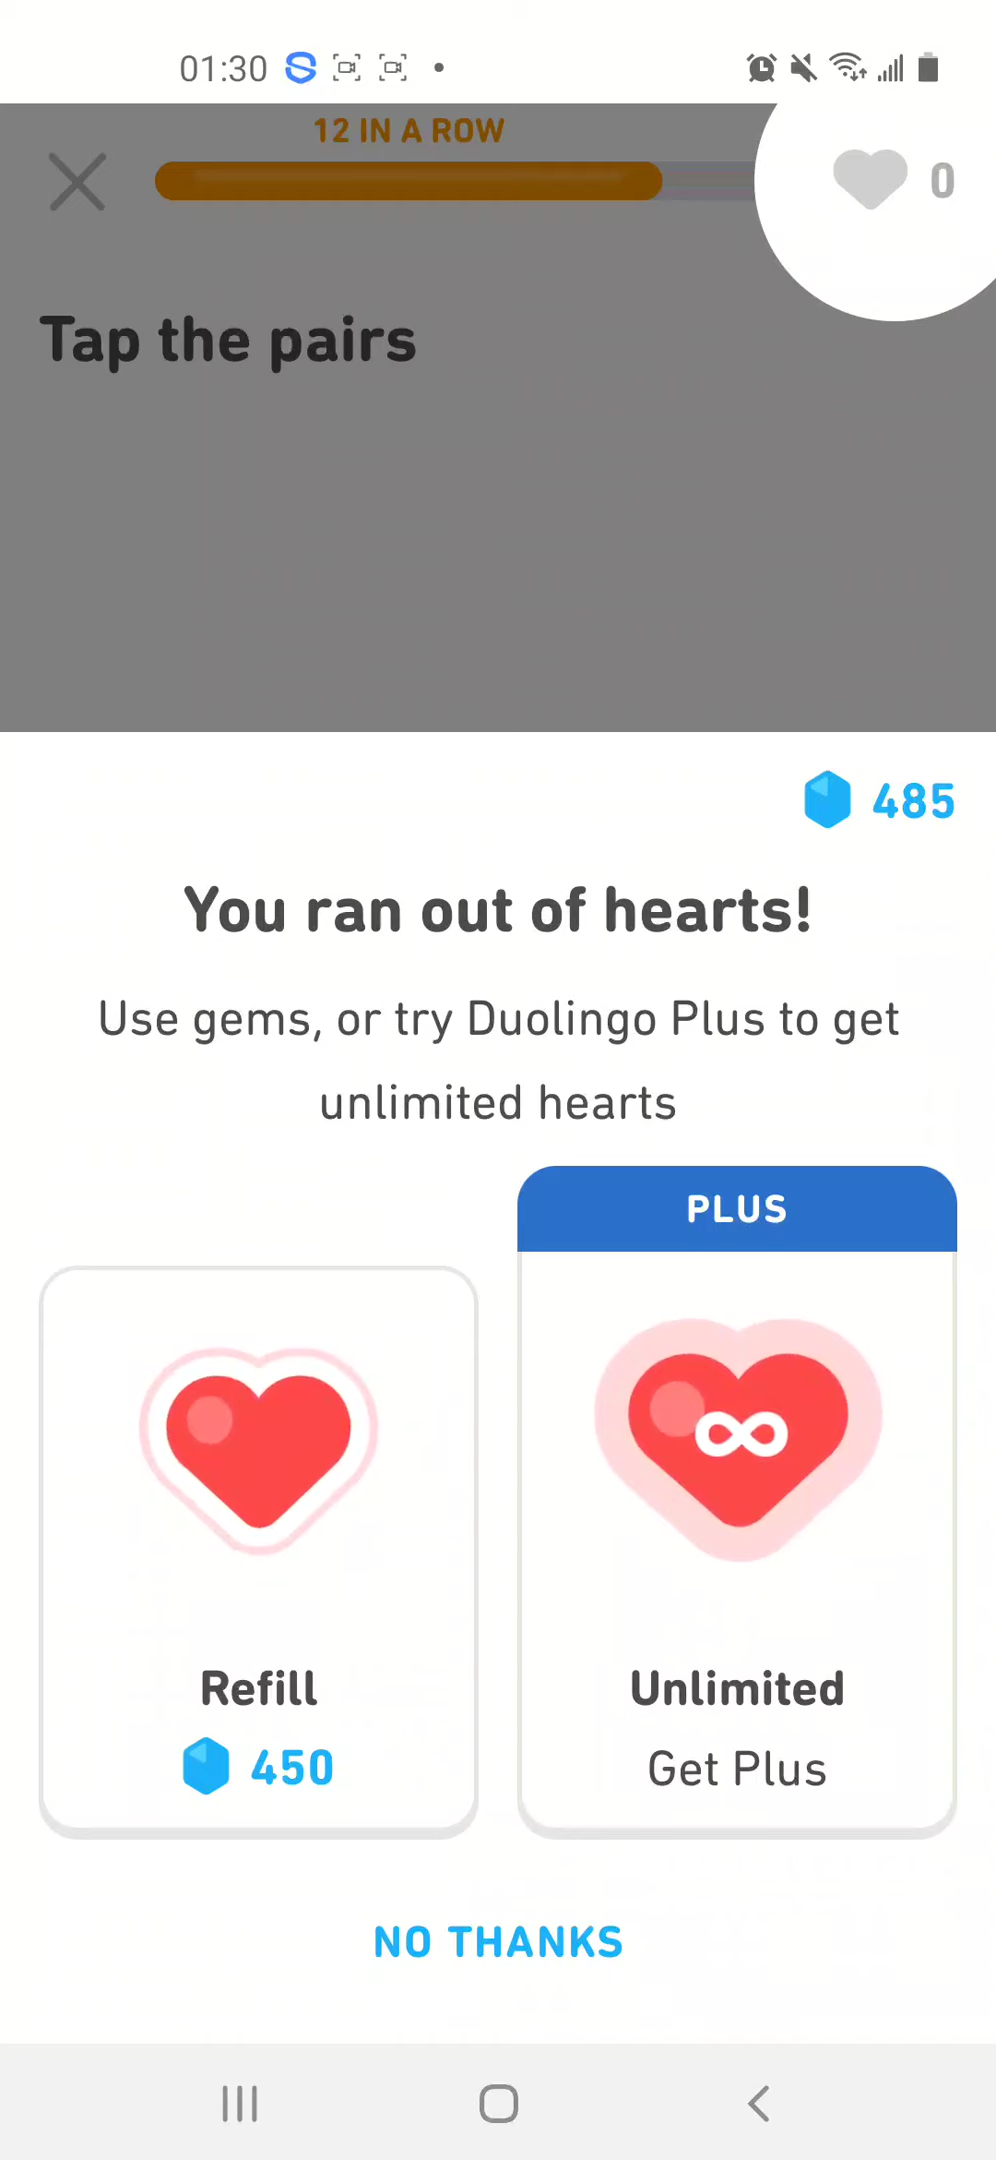 01:30
12 IN A ROW
0
Tap the pairs
485
You ran out of hearts!
Use gems, or try Duolingo Plus to get
unlimited hearts
PLUS
Refill
450
Unlimited
Get Plus
NO THANKS